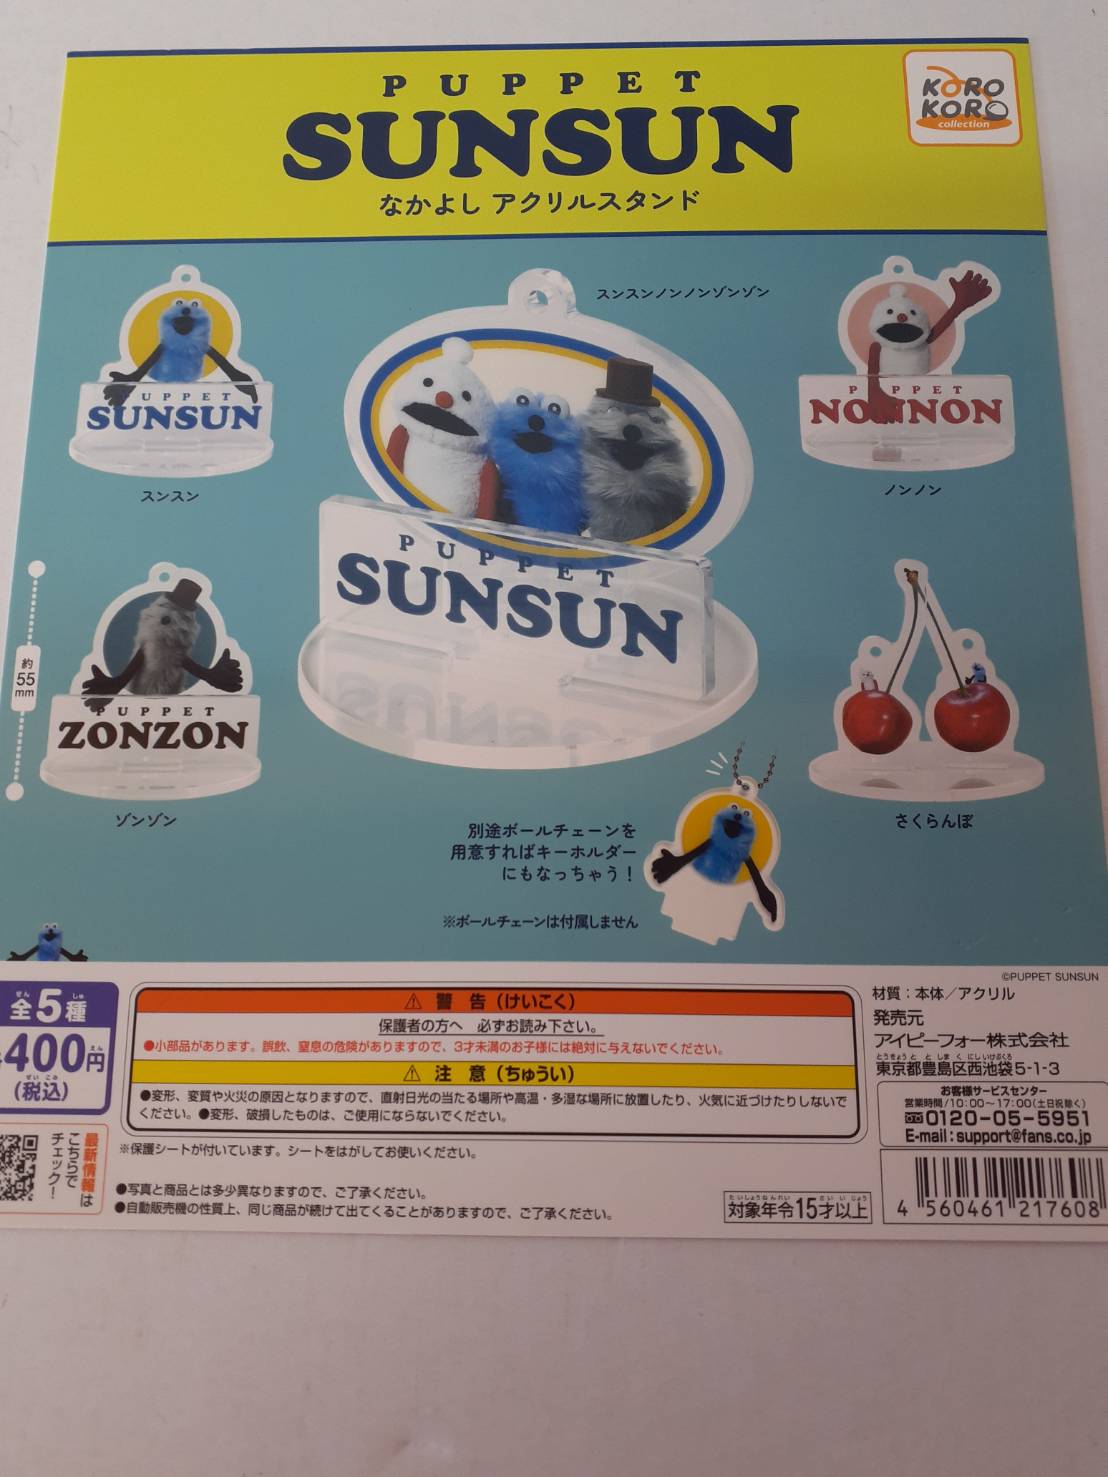 PUPPET
SUNSUN
なかよし アクリルスタンド
KORO
KORO
collection
スンスンノンノンゾンゾン
UPPET
SUNSUN
スンスン
PUPPET
NONNON
ノンノン
PUPPET
SUNSUN
約
55
mm
PUPPET
ZONZON
ゾンゾン
さくらんぼ
別途ボールチェーンを
用意すればキーホルダー
にもなっちゃう！
※ボールチェーンは付属しません
©PUPPET SUNSUN
全5種
400円
(税込)
最新情報は
こちらで
チェック！
⚠ 警 告（けいこく）
保護者の方へ 必ずお読み下さい。
●小部品があります。誤飲、窒息の危険がありますので、3才未満のお子様には絶対に与えないでください。
⚠ 注 意（ちゅうい）
●変形、変質や火災の原因となりますので、直射日光の当たる場所や高温・多湿な場所に放置したり、火気に近づけたりしないで
ください。●変形、破損したものは、ご使用にならないでください。
※保護シートが付いています。シートをはがしてお使いください。
●写真と商品とは多少異なりますので、ご了承ください。
●自動販売機の性質上、同じ商品が続けて出てくることがありますので、ご了承ください。
対象年令15才以上
材質：本体／アクリル
発売元
アイピーフォー株式会社
東京都豊島区西池袋5-1-3
お客様サービスセンター
営業時間/10:00〜17:00(土日祝除く)
0120-05-5951
E-mail:support@fans.co.jp
4 560461 217608